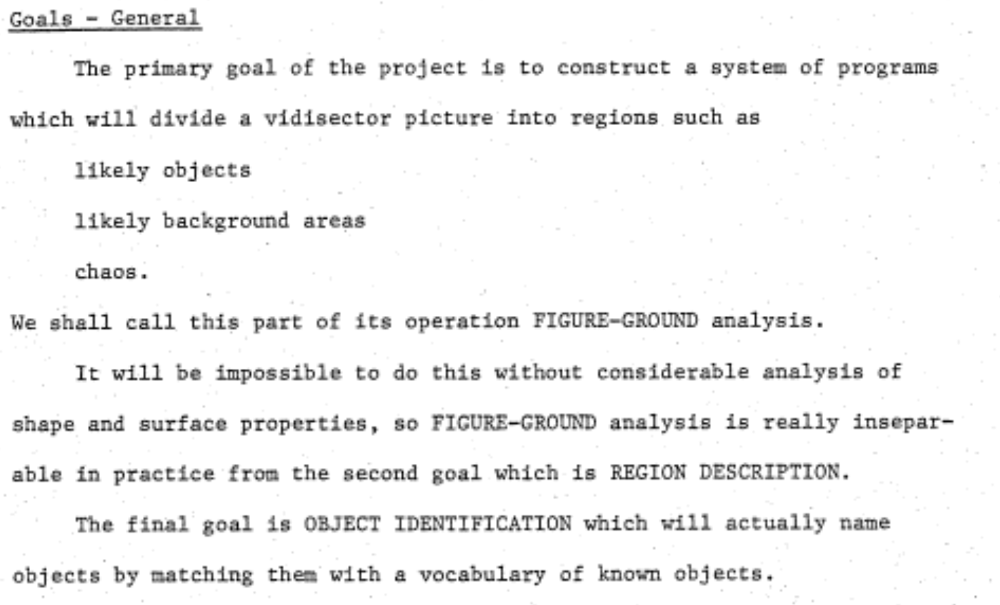 Goals - General
The primary goal of the project is to construct a system of programs
which will divide a vidisector picture into regions such as
likely objects
likely background areas
chaos.
We shall call this part of its operation FIGURE-GROUND analysis.
It will be impossible to do this without considerable analysis of
shape and surface properties, so FIGURE-GROUND analysis is really insepar-
able in practice from the second goal which is REGION DESCRIPTION.
The final goal is OBJECT IDENTIFICATION which will actually name
objects by matching them with a vocabulary of known objects.